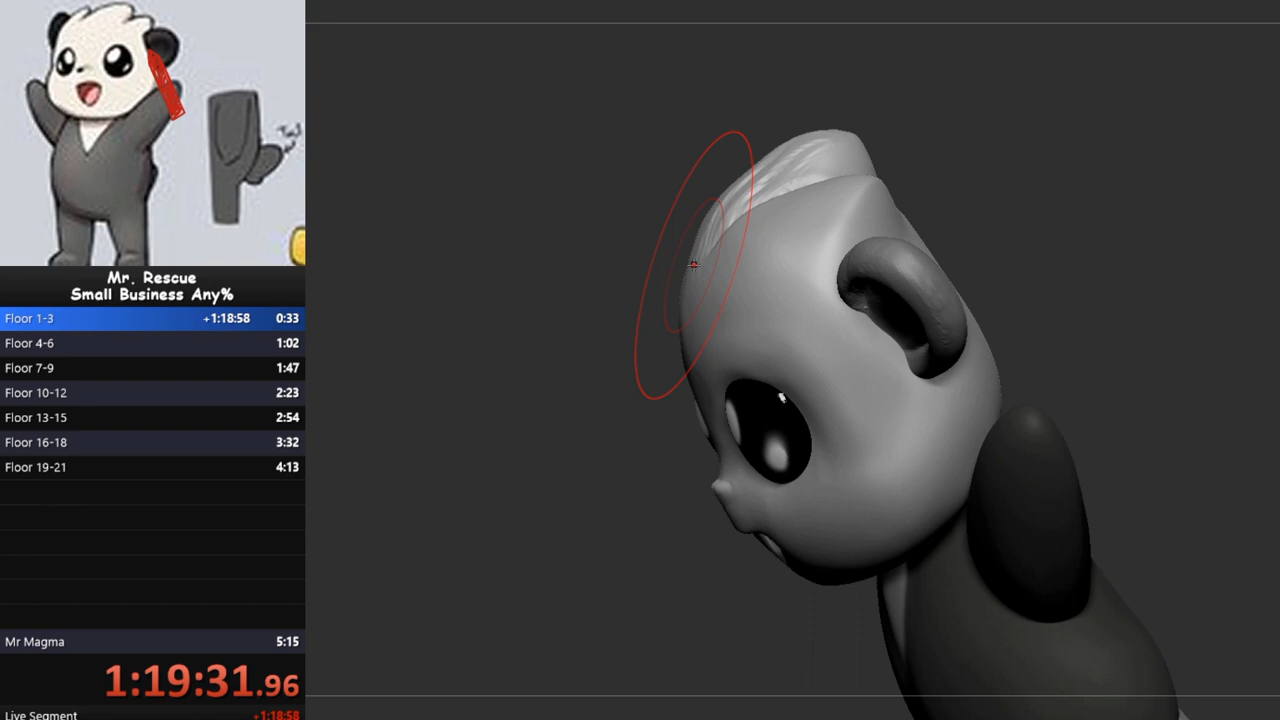 Mr. Rescue
Small Business Any%
Floor 1-3 +1:18:58 0:33
Floor 4-6 1:02
Floor 7-9 1:47
Floor 10-12 2:23
Floor 13-15 2:54
Floor 16-18 3:32
Floor 19-21 4:13
Mr Magma 5:15
1:19:31.96
Live Segment +1:18:58